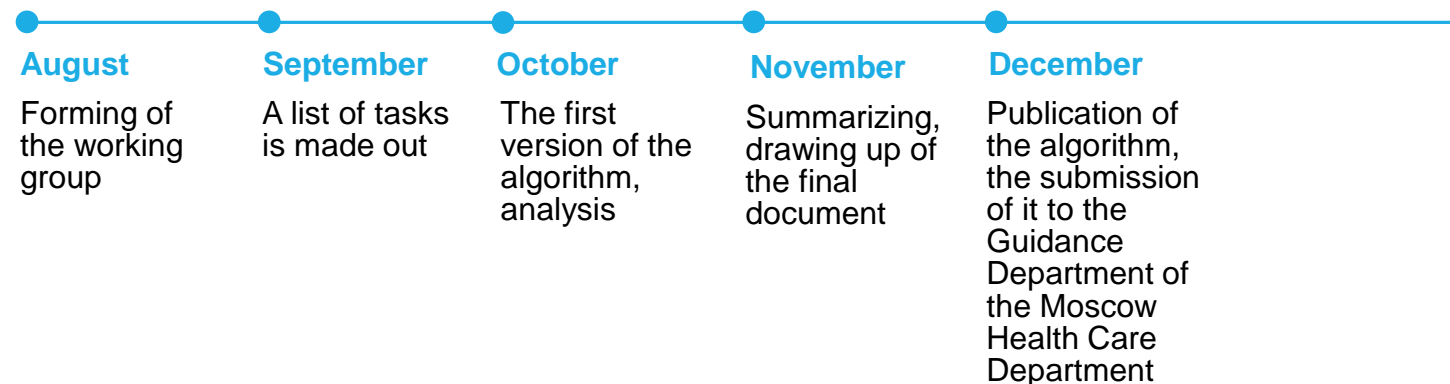 August
Forming of
the working
group
September
A list of tasks
is made out
October
The first
version of the
algorithm,
analysis
November
Summarizing,
drawing up of
the final
document
December
Publication of
the algorithm,
the submission
of it to the
Guidance
Department of
the Moscow
Health Care
Department